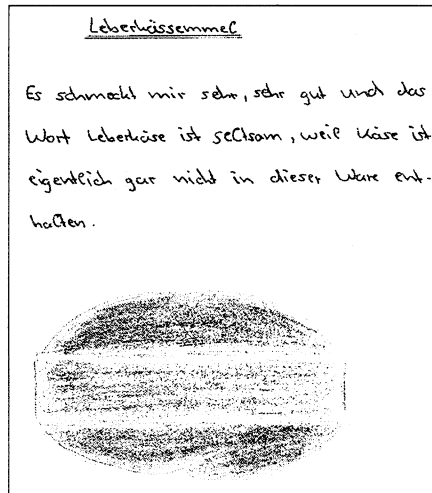 Leberkässemmel
Es schmeckt mir sehr, sehr gut und das
Wort Leberkäse ist seltsam, weil Käse ist
eigentlich gar nicht in dieser Ware ent-
halten.